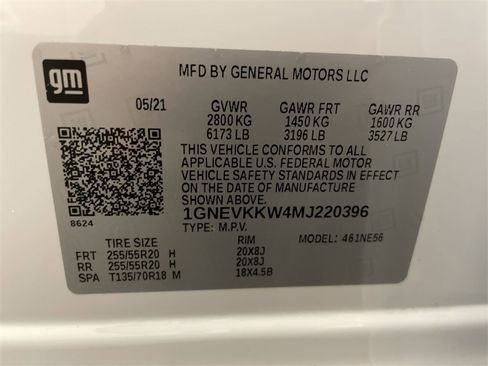 gm
MFD BY GENERAL MOTORS LLC
05/21 GVWR GAWR FRT GAWR RR
2800 KG 1450 KG 1600 KG
6173 LB 3196 LB 3527 LB
THIS VEHICLE CONFORMS TO ALL
APPLICABLE U.S. FEDERAL MOTOR
VEHICLE SAFETY STANDARDS IN EFFECT
ON THE DATE OF MANUFACTURE SHOWN ABOVE.
1GNEVKKW4MJ220396
8624 TYPE: M.P.V. MODEL: 461NE56
TIRE SIZE RIM
FRT 255/55R20 H 20X8J
RR 255/55R20 H 20X8J
SPA T135/70R18 M 18X4.5B